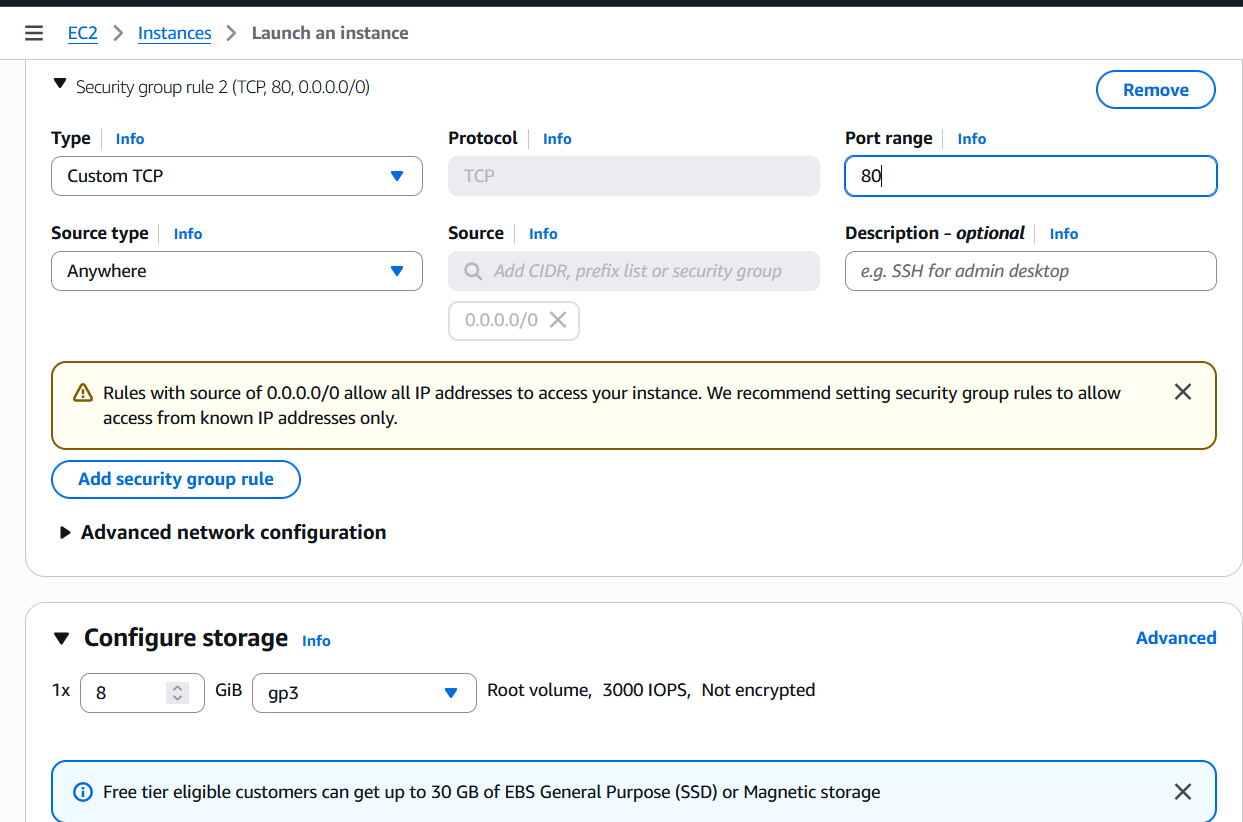 EC2 > Instances > Launch an instance
Security group rule 2 (TCP, 80, 0.0.0.0/0)
Remove
Type Info
Protocol Info
Port range Info
Custom TCP
TCP
80
Source type Info
Source Info
Description - optional Info
Anywhere
Add CIDR, prefix list or security group
e.g. SSH for admin desktop
0.0.0.0/0
Rules with source of 0.0.0.0/0 allow all IP addresses to access your instance. We recommend setting security group rules to allow
access from known IP addresses only.
Add security group rule
Advanced network configuration
Configure storage Info
Advanced
1x 8 GiB gp3 Root volume, 3000 IOPS, Not encrypted
Free tier eligible customers can get up to 30 GB of EBS General Purpose (SSD) or Magnetic storage